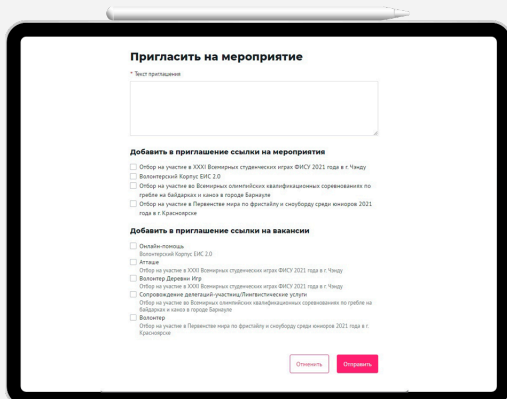 Пригласить на мероприятие
* Текст приглашение
Добавить в приглашение ссылки на мероприятия
Отбор на участие в XXXI Всемирных студенческих играх ФИСУ 2021 года в г. Чэнду
Волонтерский Корпус ЕИС 2.0
Отбор на участие во Всемирных олимпийских квалификационных соревнованиях по
гребле на байдарках и каноэ в городе Барнауле
Отбор на участие в Первенстве мира по фристайлу и сноуборду среди юниоров 2021
года в г. Красноярске
Добавить в приглашение ссылки на вакансии
Онлайн-помощь
Волонтерский Корпус ЕИС 2.0
Атташе
Отбор на участие в XXXI Всемирных студенческих играх ФИСУ 2021 года в г. Чэнду
Волонтер Деревни Игр
Отбор на участие в XXXI Всемирных студенческих играх ФИСУ 2021 года в г. Чэнду
Сопровождение делегаций-участниц/Лингвистические услуги
Отбор на участие во Всемирных олимпийских квалификационных соревнованиях по гребле на
байдарках и каноэ в городе Барнауле
Волонтер
Отбор на участие в Первенстве мира по фристайлу и сноуборду среди юниоров 2021 года в г.
Красноярске
Отменить
Отправить